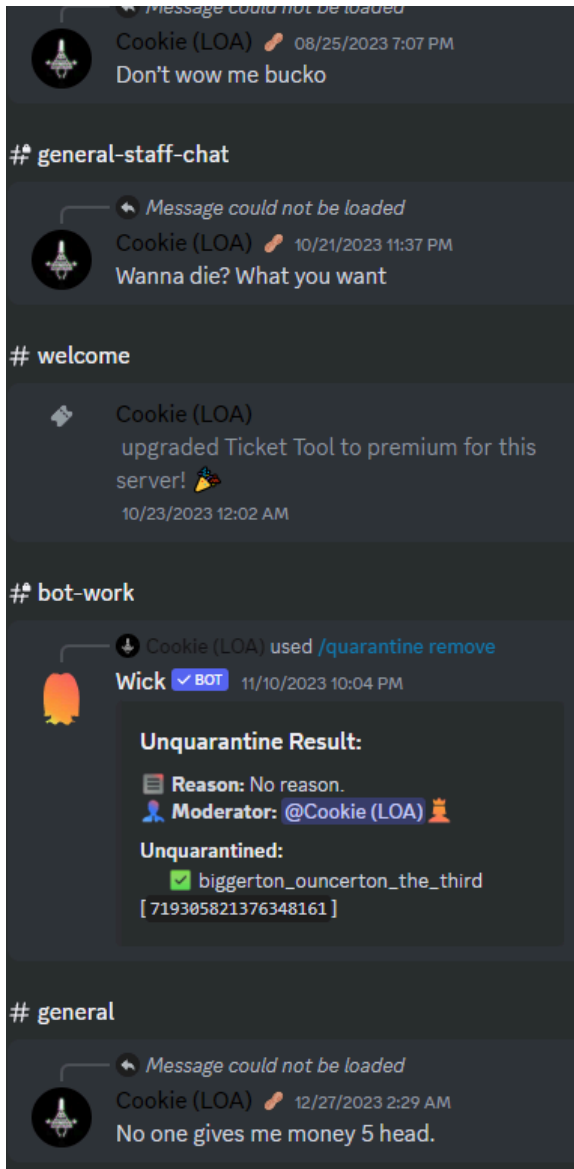 Message could not be loaded
Cookie (LOA) 08/25/2023 7:07 PM
Don't wow me bucko
# general-staff-chat
Message could not be loaded
Cookie (LOA) 10/21/2023 11:37 PM
Wanna die? What you want
# welcome
Cookie (LOA)
upgraded Ticket Tool to premium for this
server! 🎉
10/23/2023 12:02 AM
# bot-work
Cookie (LOA) used /quarantine remove
Wick ✓ BOT 11/10/2023 10:04 PM
Unquarantine Result:
Reason: No reason.
Moderator: @Cookie (LOA)
Unquarantined:
✅ biggerton_ouncerton_the_third
[719305821376348161]
# general
Message could not be loaded
Cookie (LOA) 12/27/2023 2:29 AM
No one gives me money 5 head.